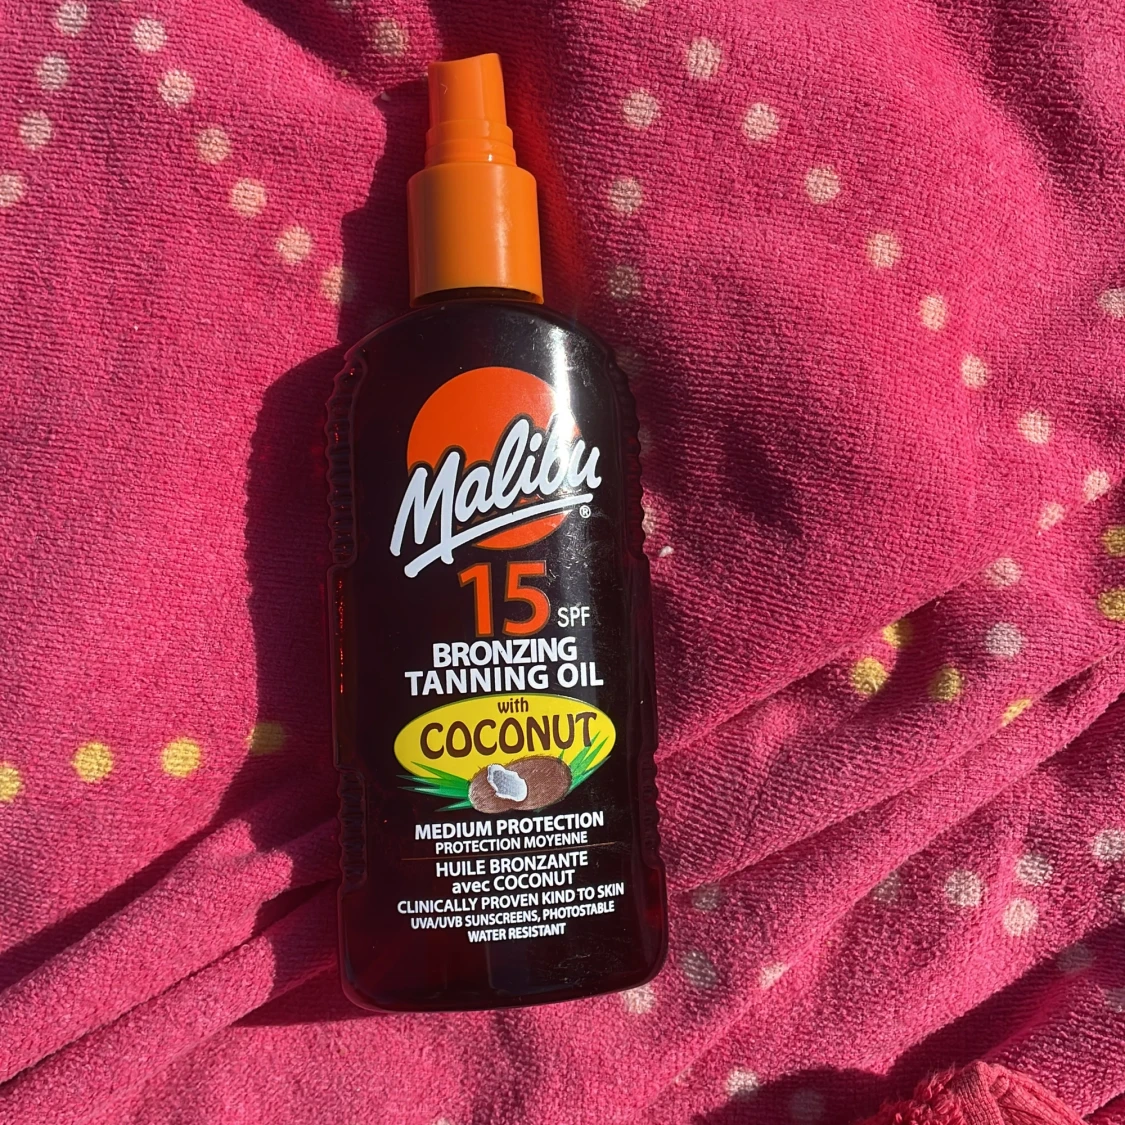 Malibu®
15 SPF
BRONZING
TANNING OIL
with
COCONUT
MEDIUM PROTECTION
PROTECTION MOYENNE
HUILE BRONZANTE
avec COCONUT
CLINICALLY PROVEN KIND TO SKIN
UVA/UVB SUNSCREENS, PHOTOSTABLE
WATER RESISTANT